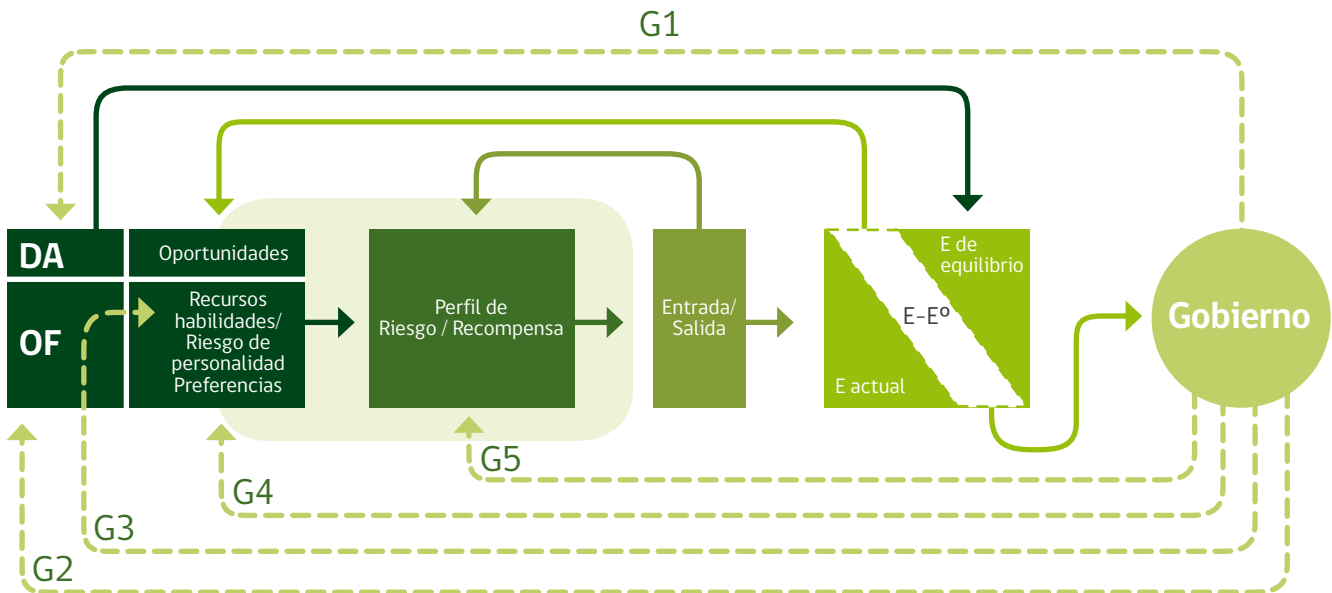 G1
DA
Oportunidades
OF
Recursos
habilidades/
Riesgo de
personalidad
Preferencias
Perfil de
Riesgo / Recompensa
Entrada/
Salida
E de
equilibrio
E-Eº
E actual
Gobierno
G5
G4
G3
G2